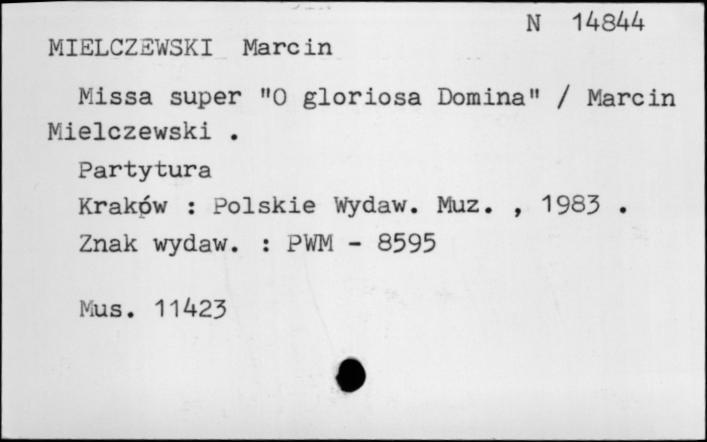 N 14844
MIELCZEWSKI Marcin
Missa super "O gloriosa Domina" / Marcin
Mielczewski .
Partytura
Kraków : Polskie Wydaw. Muz. , 1983 .
Znak wydaw. : PWM - 8595
Mus. 11423